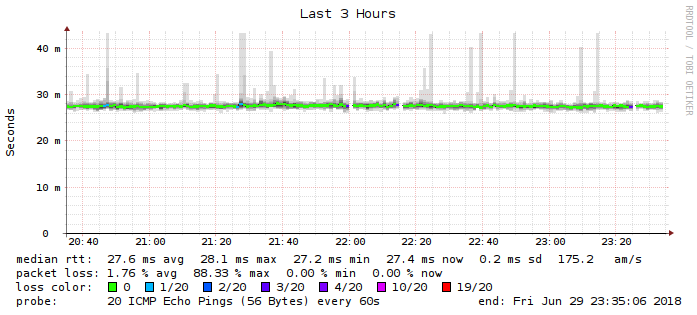 Last 3 Hours
RRDTOOL / TOBI OETIKER
Seconds
40 m
30 m
20 m
10 m
0
20:40 21:00 21:20 21:40 22:00 22:20 22:40 23:00 23:20
median rtt: 27.6 ms avg 28.1 ms max 27.2 ms min 27.4 ms now 0.2 ms sd 175.2 am/s
packet loss: 1.76 % avg 88.33 % max 0.00 % min 0.00 % now
loss color: 0 1/20 2/20 3/20 4/20 10/20 19/20
probe: 20 ICMP Echo Pings (56 Bytes) every 60s end: Fri Jun 29 23:35:06 2018